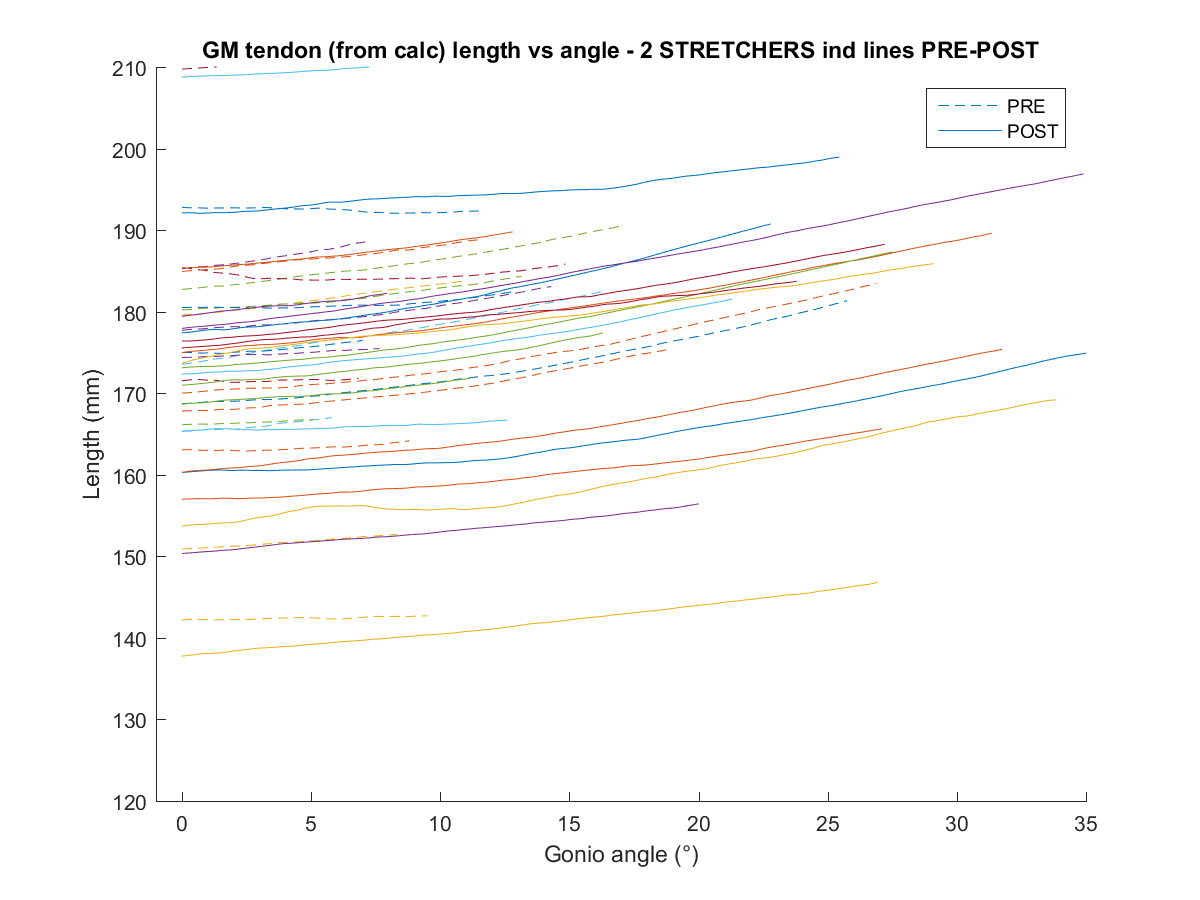 GM tendon (from calc) length vs angle - 2 STRETCHERS ind lines PRE-POST
210
200
190
180
170
160
150
140
130
120
Length (mm)
PRE
POST
0 5 10 15 20 25 30 35
Gonio angle (°)